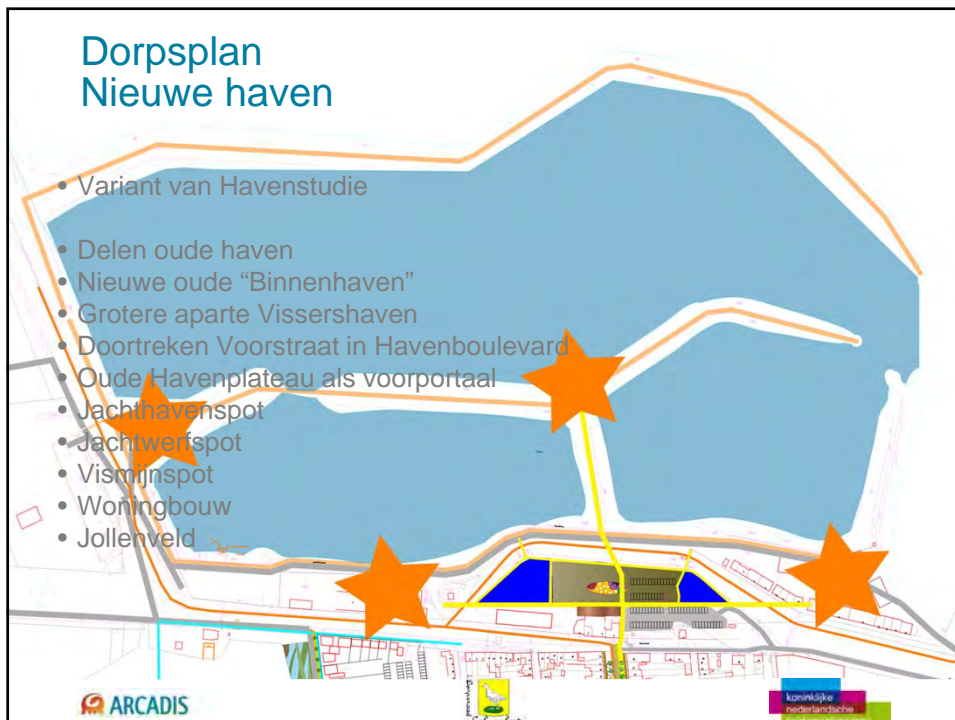 Dorpsplan
Nieuwe haven
• Variant van Havenstudie
• Delen oude haven
• Nieuwe oude “Binnenhaven”
• Grotere aparte Vissershaven
• Doortreken Voorstraat in Havenboulevard
• Oude Havenplateau als voorportaal
• Jachthavenspot
• Jachtwerfspot
• Vismijnspot
• Woningbouw
• Jollenveld
ARCADIS
koninklijke
nederlandsche